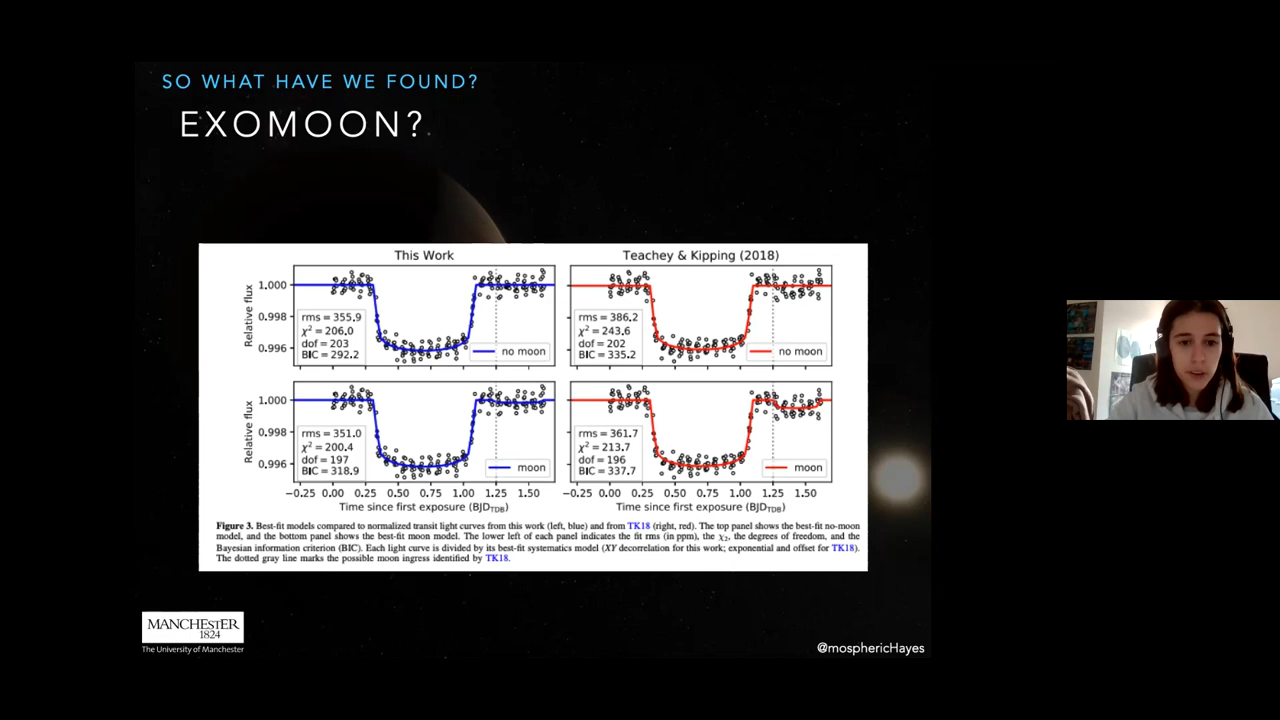 SO WHAT HAVE WE FOUND?
EXOMOON?
This Work
Teachey & Kipping (2018)
Relative flux
1.000
0.998
0.996
rms = 355.9
χ² = 206.0
dof = 203
BIC = 292.2
no moon
rms = 386.2
χ² = 243.6
dof = 202
BIC = 335.2
no moon
Relative flux
1.000
0.998
0.996
rms = 351.0
χ² = 200.4
dof = 197
BIC = 318.9
moon
rms = 361.7
χ² = 213.7
dof = 196
BIC = 337.7
moon
−0.25 0.00 0.25 0.50 0.75 1.00 1.25 1.50
−0.25 0.00 0.25 0.50 0.75 1.00 1.25 1.50
Time since first exposure (BJD_TDB)
Time since first exposure (BJD_TDB)
Figure 3. Best-fit models compared to normalized transit light curves from this work (left, blue) and from TK18 (right, red). The top panel shows the best-fit no-moon
model, and the bottom panel shows the best-fit moon model. The lower left of each panel indicates the fit rms (in ppm), the χ₂, the degrees of freedom, and the
Bayesian information criterion (BIC). Each light curve is divided by its best-fit systematics model (XY decorrelation for this work; exponential and offset for TK18).
The dotted gray line marks the possible moon ingress identified by TK18.
MANCHESTER
1824
The University of Manchester
@mosphericHayes